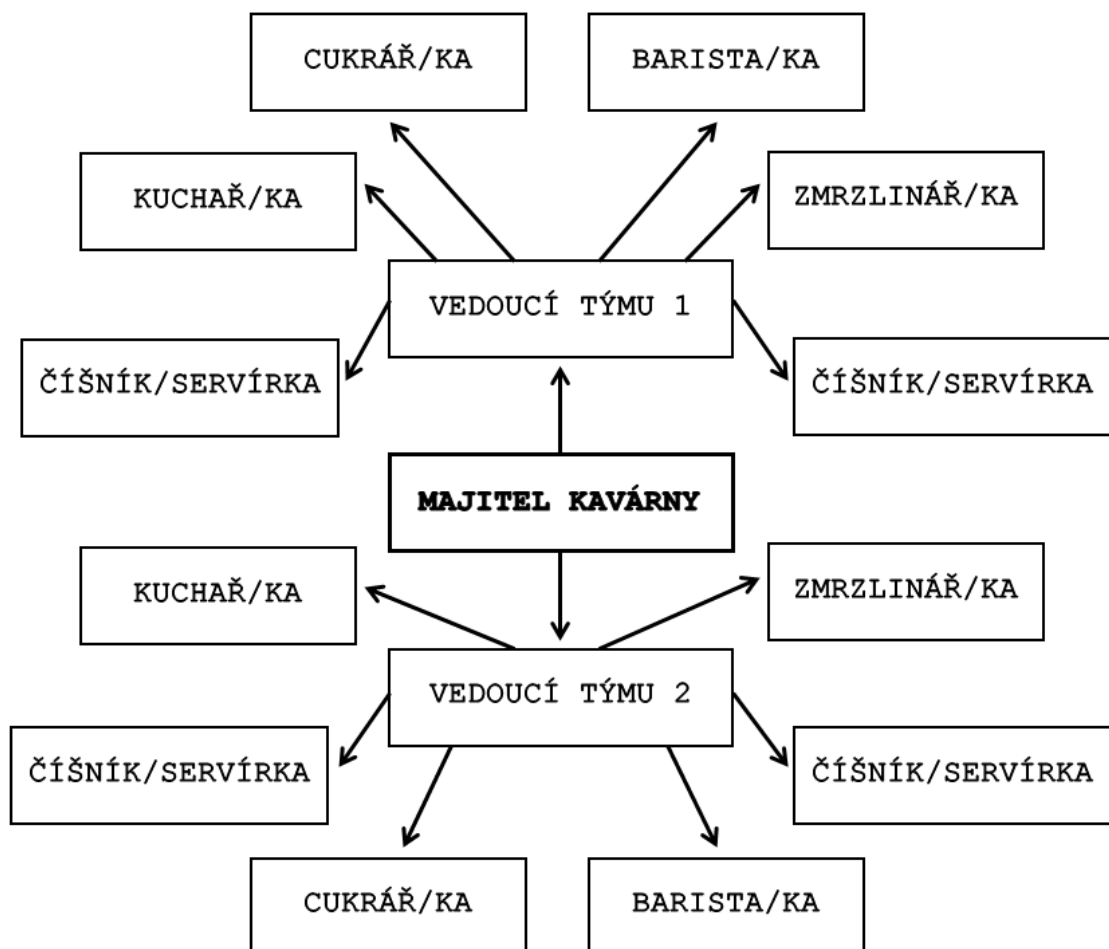 CUKRÁŘ/KA
BARISTA/KA
KUCHAŘ/KA
ZMRZLINÁŘ/KA
VEDOUCÍ TÝMU 1
ČÍŠNÍK/SERVÍRKA
ČÍŠNÍK/SERVÍRKA
MAJITEL KAVÁRNY
KUCHAŘ/KA
ZMRZLINÁŘ/KA
VEDOUCÍ TÝMU 2
ČÍŠNÍK/SERVÍRKA
ČÍŠNÍK/SERVÍRKA
CUKRÁŘ/KA
BARISTA/KA